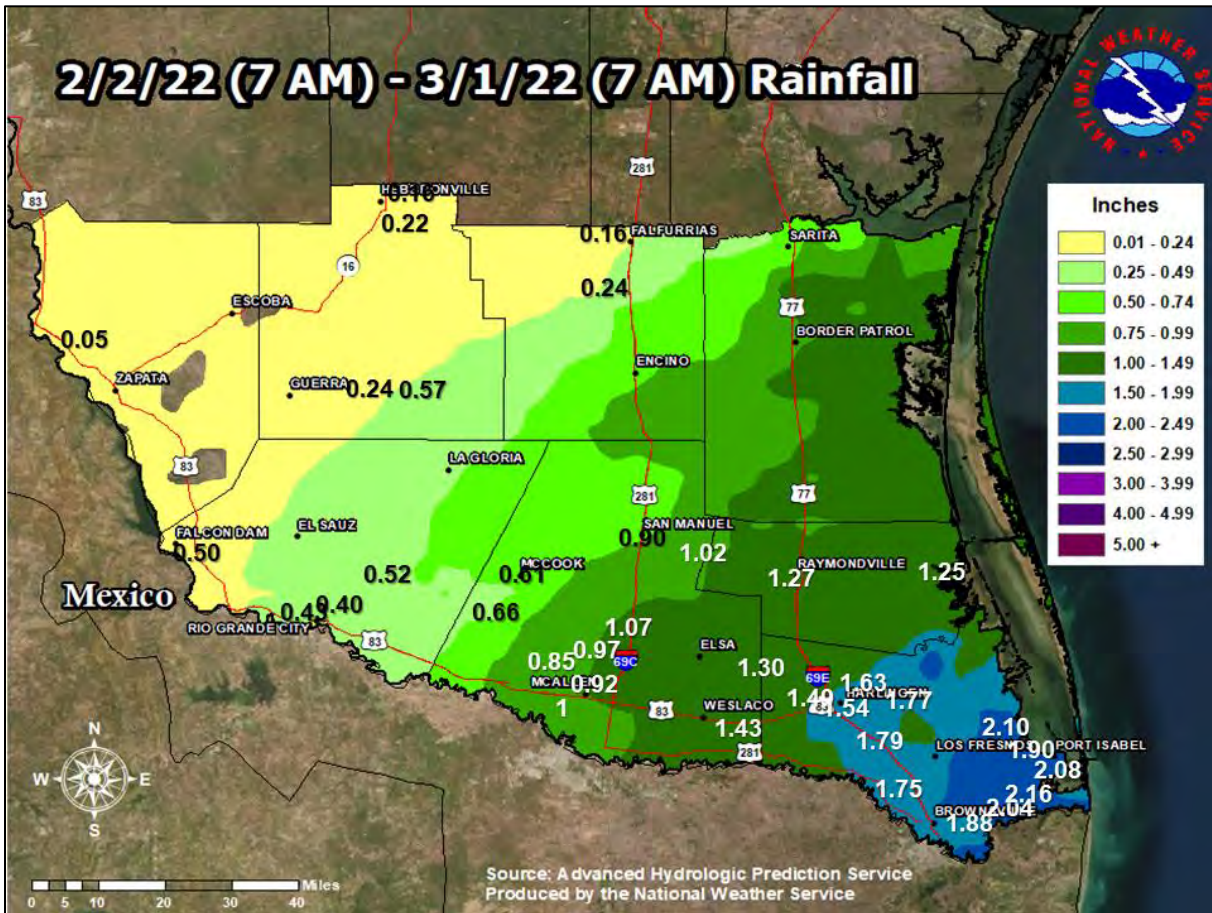 2/2/22 (7 AM) - 3/1/22 (7 AM) Rainfall
NATIONAL WEATHER SERVICE
281
83
HEBBRONVILLE
0.22
0.16
FALFURRIAS
SARITA
Inches
0.01 - 0.24
0.25 - 0.49
0.50 - 0.74
0.75 - 0.99
1.00 - 1.49
1.50 - 1.99
2.00 - 2.49
2.50 - 2.99
3.00 - 3.99
4.00 - 4.99
5.00 +
16
0.24
77
ESCOBA
0.05
BORDER PATROL
ENCINO
ZAPATA
GUERRA
0.24
0.57
LA GLORIA
83
281
77
EL SAUZ
FALCON DAM
0.50
SAN MANUEL
0.90
1.02
0.52
MCCOOK
0.61
RAYMONDVILLE
1.27
1.25
Mexico
0.40
0.66
RIO GRANDE CITY
83
1.07
ELSA
0.97
0.85
69C
1.30
69E
1.63
MCALLEN
0.92
HARLINGEN
1.77
1
83
WESLACO
1.54
1.43
281
1.79
2.10
LOS FRESNOS
1.90
PORT ISABEL
2.08
1.75
2.16
2.04
BROWNSVILLE
1.88
N
W
E
S
Miles
0 5 10 20 30 40
Source: Advanced Hydrologic Prediction Service
Produced by the National Weather Service